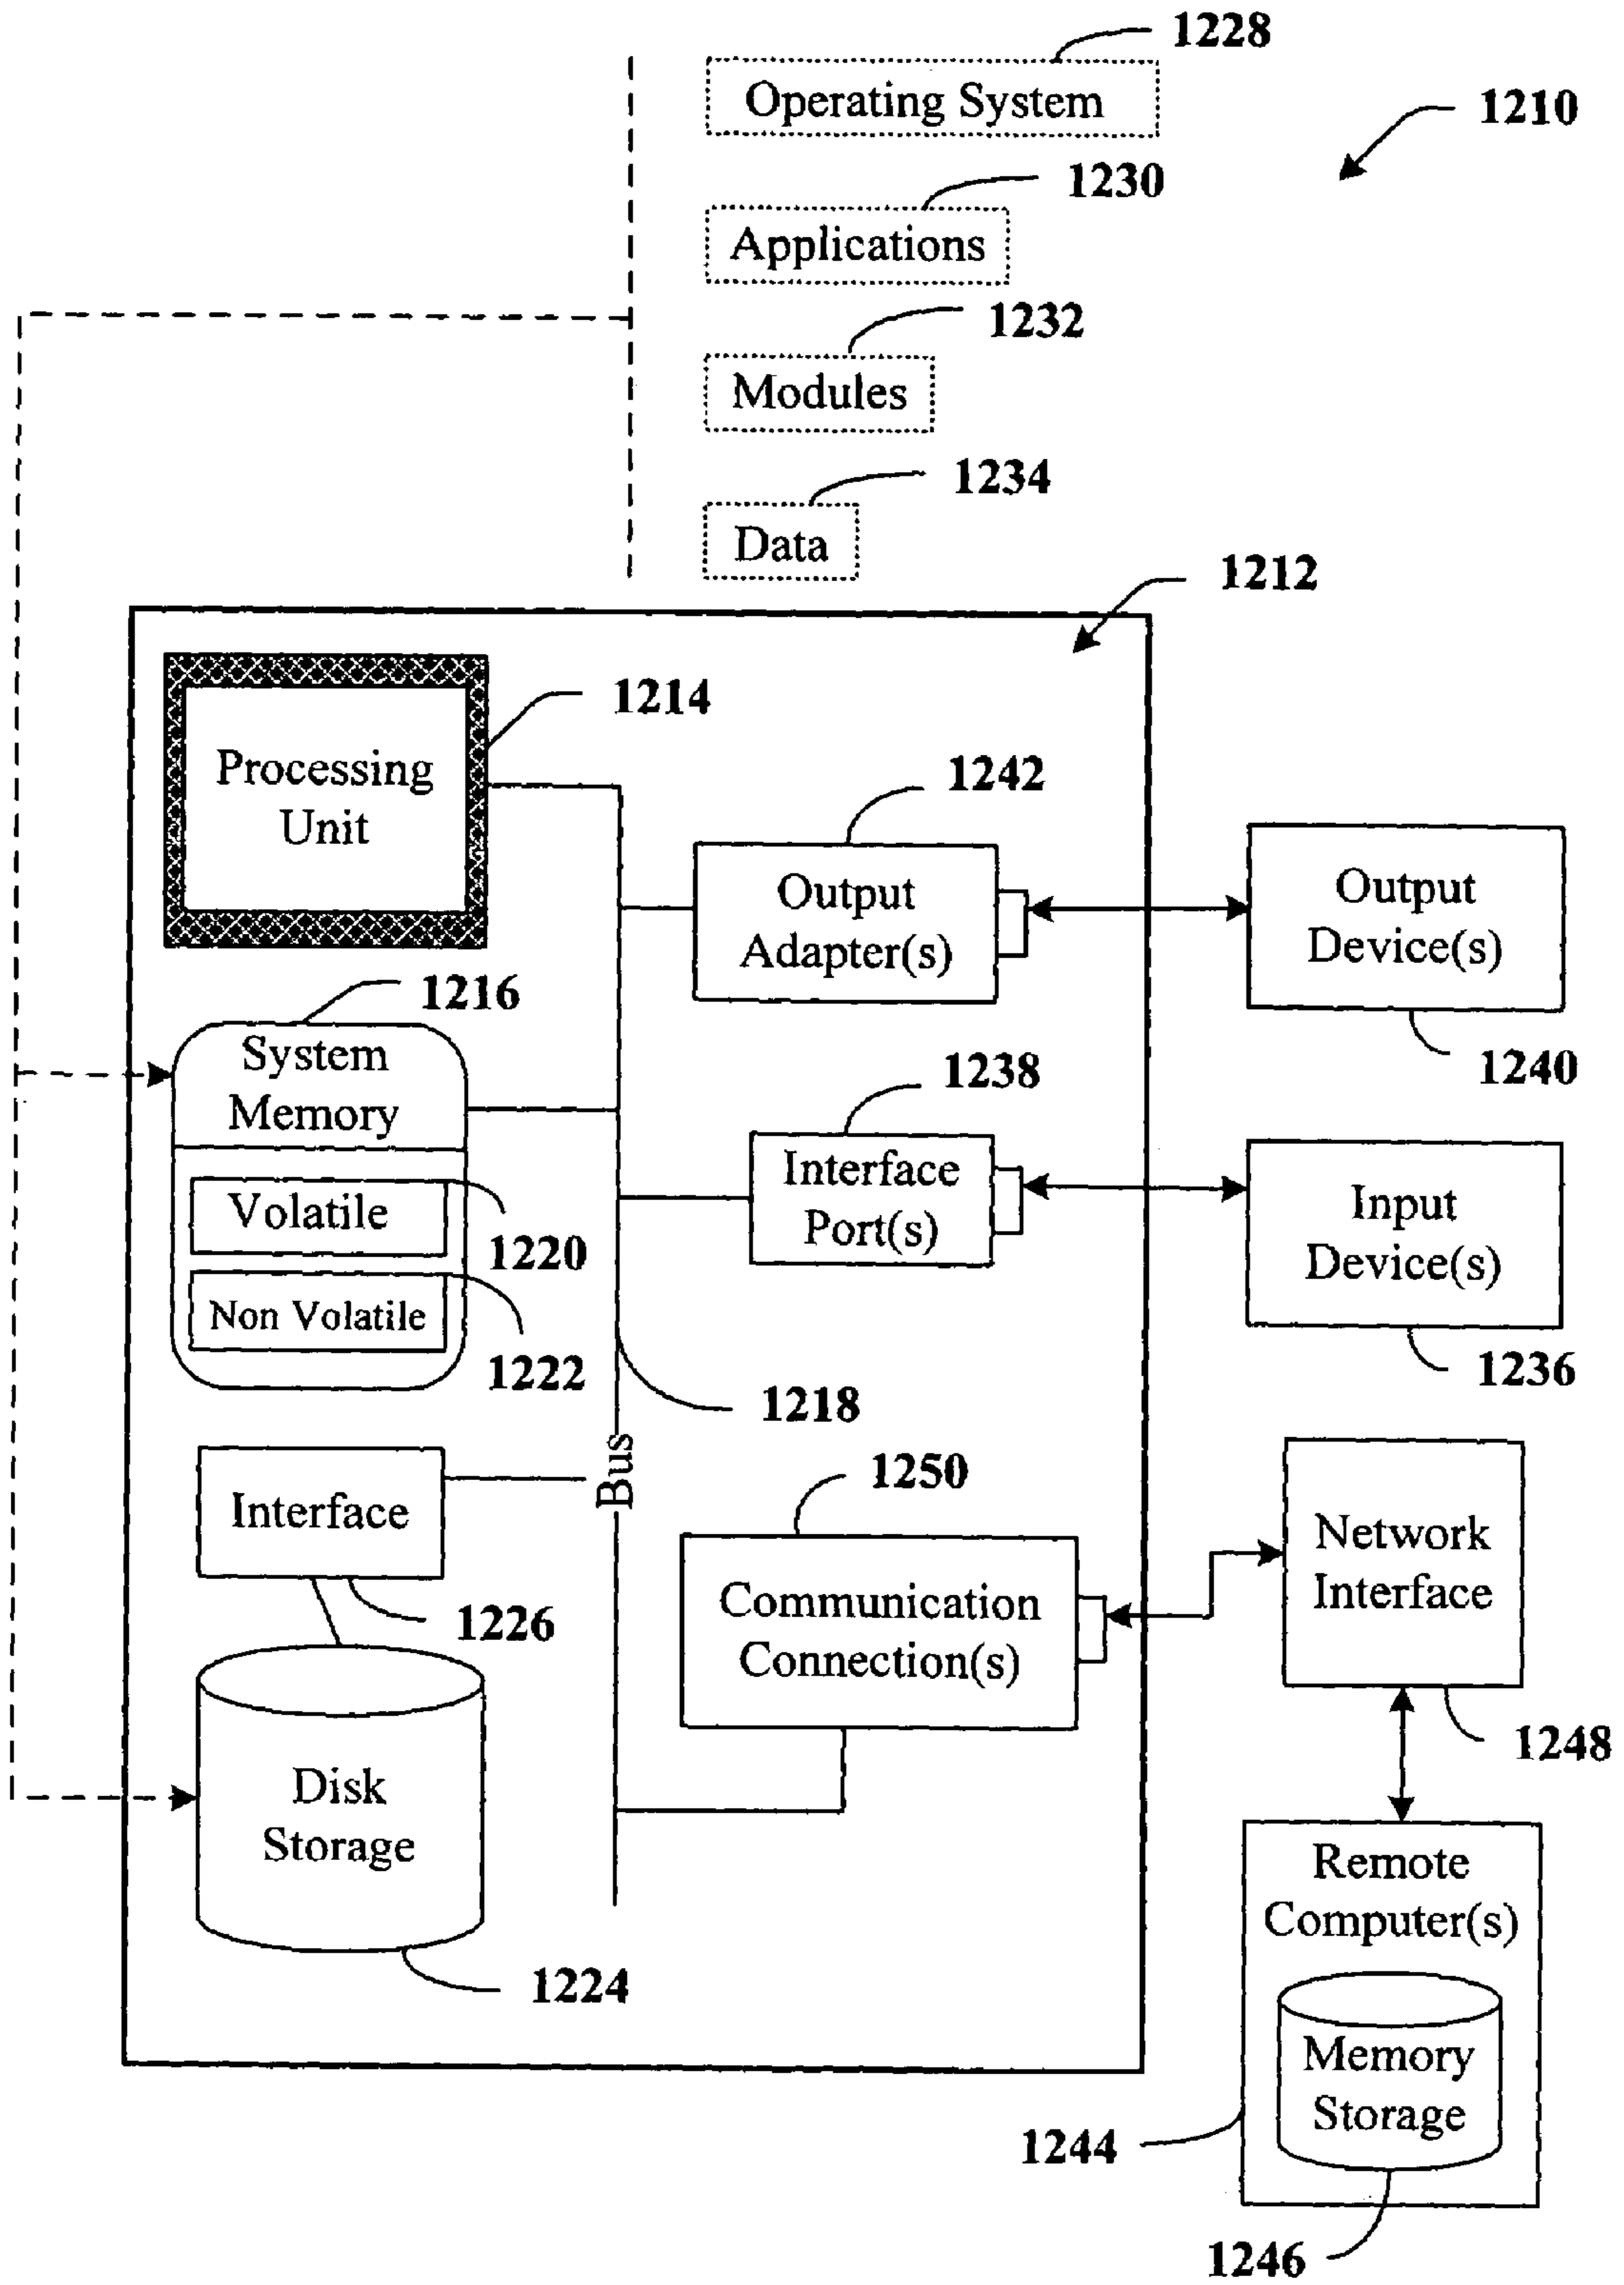 1228
Operating System
1210
1230
Applications
1232
Modules
1234
Data
1212
1214
Processing
Unit
1242
Output
Adapter(s)
Output
Device(s)
1240
1216
System
Memory
1238
Interface
Port(s)
Input
Device(s)
1236
Volatile
1220
Non Volatile
1222
1218
Bus
Interface
1226
1250
Communication
Connection(s)
Network
Interface
1248
Disk
Storage
1224
Remote
Computer(s)
Memory
Storage
1244
1246